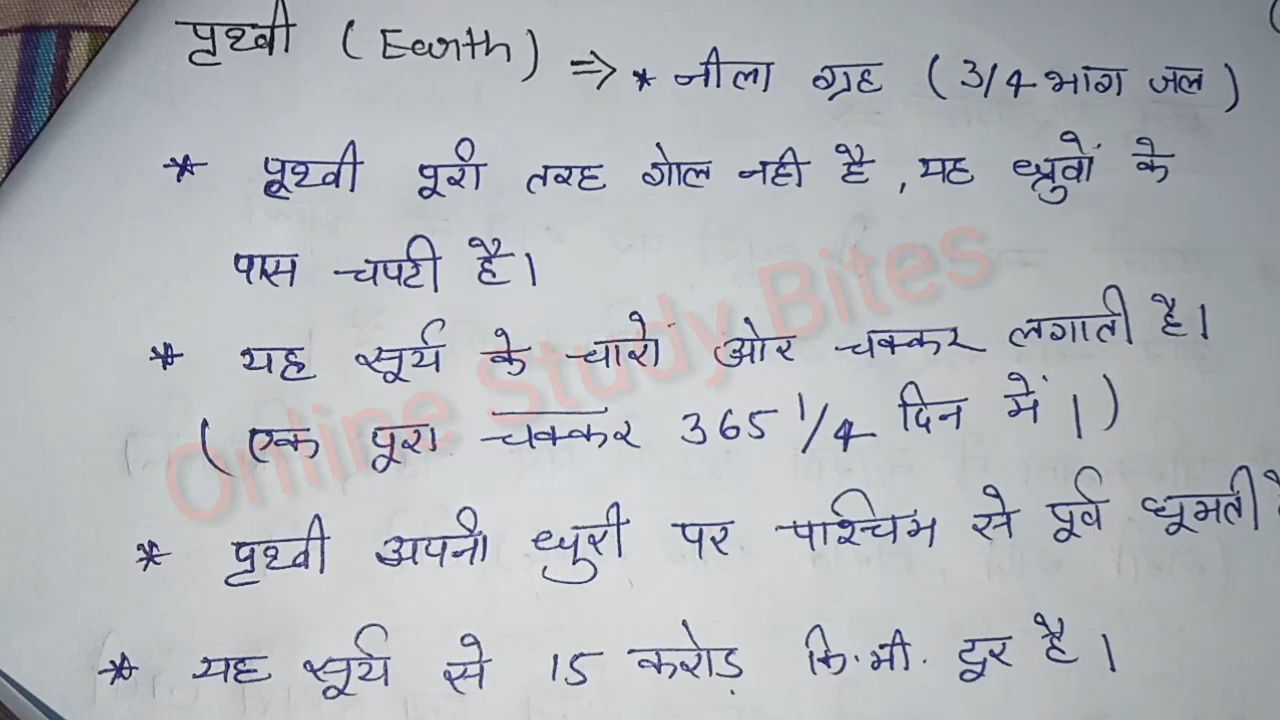 पृथ्वी (Earth) ⇒ * नीला ग्रह (3/4 भाग जल)
* पृथ्वी पूरी तरह गोल नही है, यह ध्रुवों के
पास चपटी है।
* यह सूर्य के चारों ओर चक्कर लगाती है।
(एक पूरा चक्कर 365 1/4 दिन में।)
* पृथ्वी अपनी धुरी पर पश्चिम से पूर्व घूमती है
* यह सूर्य से 15 करोड़ कि.मी. दूर है।
Online Study Bites